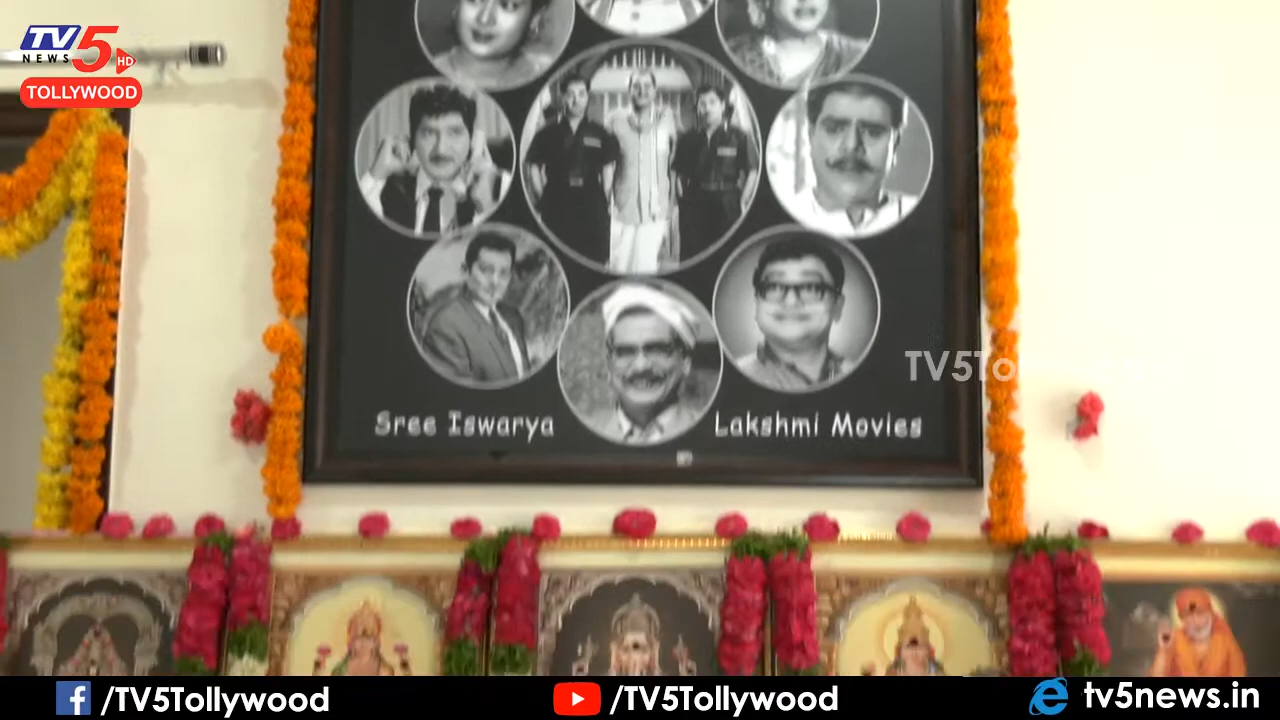 TV5
NEWS HD
TOLLYWOOD
TV5To
Sree Iswarya Lakshmi Movies
/TV5Tollywood /TV5Tollywood tv5news.in